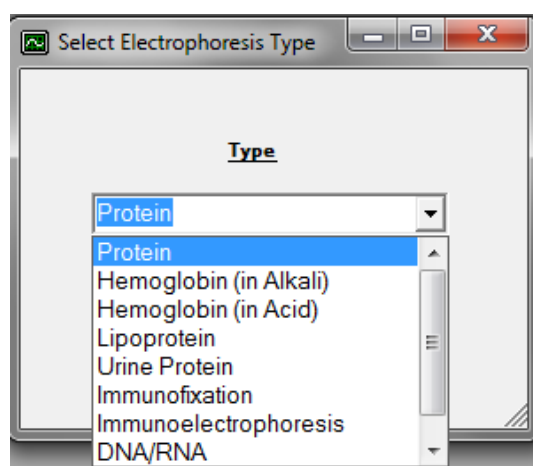 Select Electrophoresis Type
Type
Protein
Protein
Hemoglobin (in Alkali)
Hemoglobin (in Acid)
Lipoprotein
Urine Protein
Immunofixation
Immunoelectrophoresis
DNA/RNA